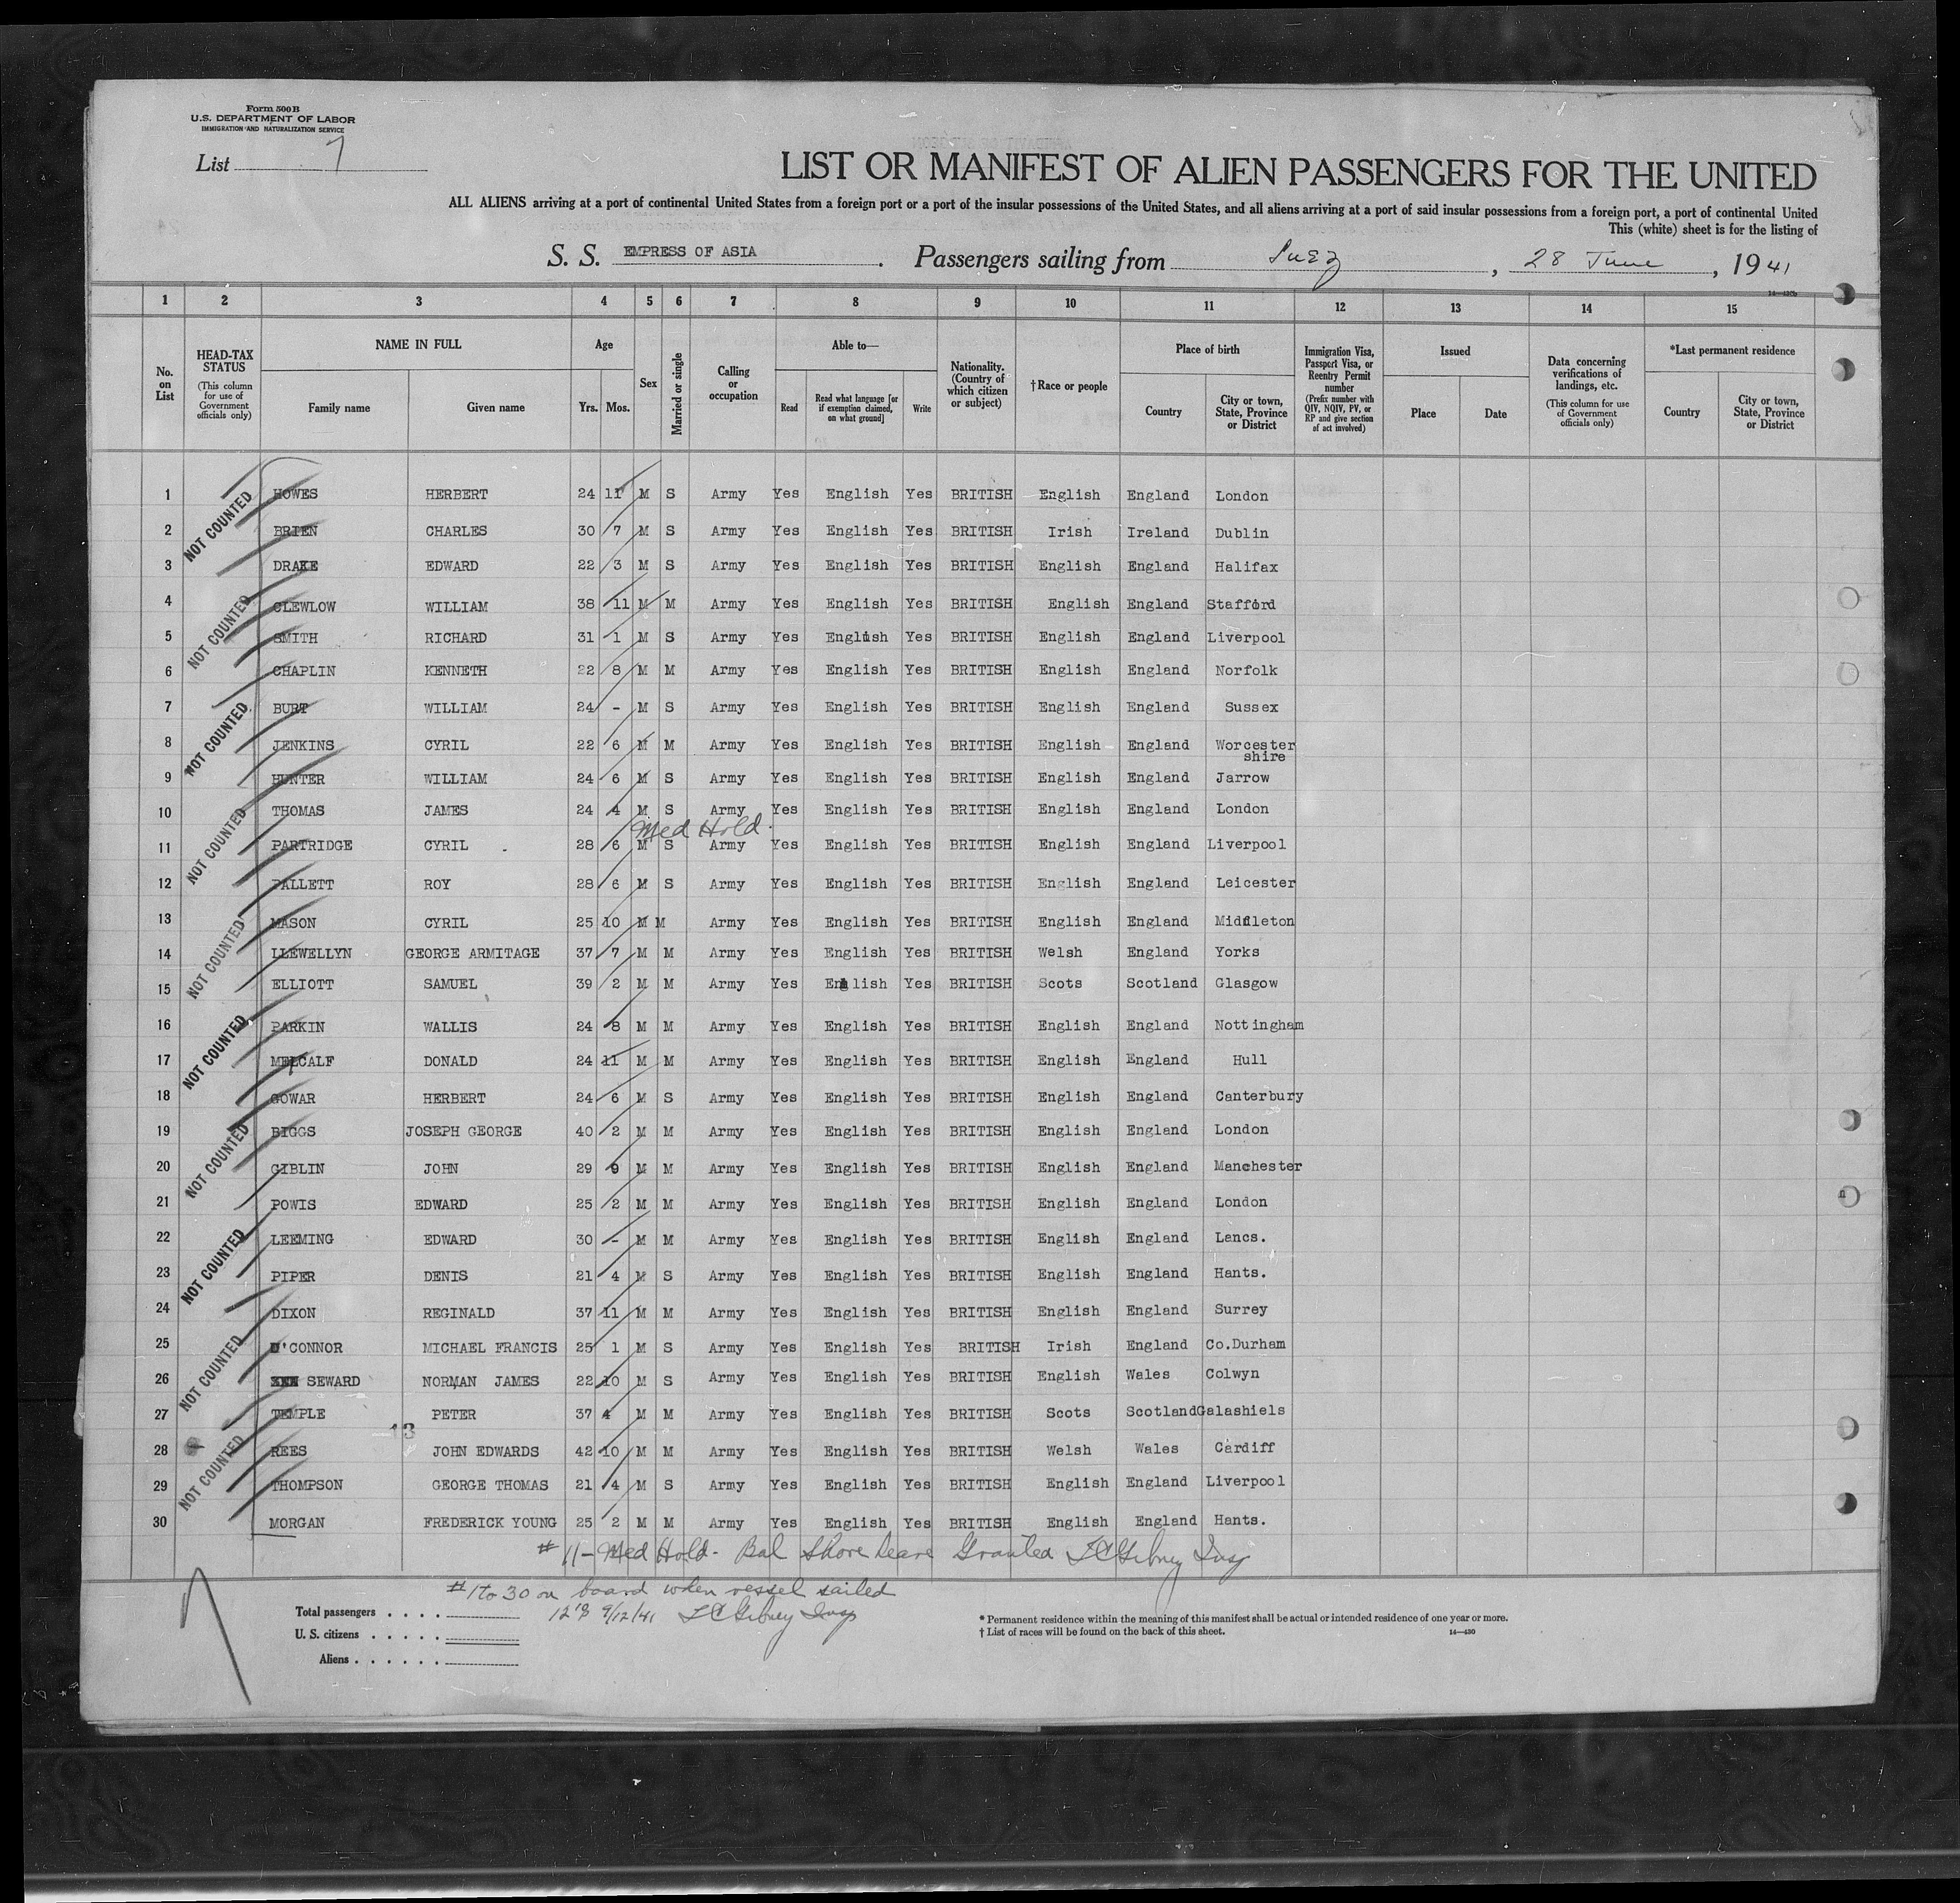 Form 500B
U.S. DEPARTMENT OF LABOR
IMMIGRATION AND NATURALIZATION SERVICE
List 7
LIST OR MANIFEST OF ALIEN PASSENGERS FOR THE UNITED
ALL ALIENS arriving at a port of continental United States from a foreign port or a port of the insular possessions of the United States, and all aliens arriving at a port of said insular possessions from a foreign port, a port of continental United
This (white) sheet is for the listing of
S. S. EMPRESS OF ASIA . Passengers sailing from Suez , 28 June , 19 41
1 2 3 4 5 6 7 8 9 10 11 12 13 14 15
No. on List
HEAD-TAX STATUS (This column for use of Government officials only)
NAME IN FULL Family name Given name
Age Yrs. Mos.
Sex
Married or single
Calling or occupation
Able to— Read Read what language [or if exemption claimed, on what ground] Write
Nationality. (Country of which citizen or subject)
†Race or people
Place of birth Country City or town, State, Province or District
Immigration Visa, Passport Visa, or Reentry Permit number (Prefix number with QIV, NQIV, PV, or RP and give section of act involved)
Issued Place Date
Data concerning verifications of landings, etc. (This column for use of Government officials only)
*Last permanent residence Country City or town, State, Province or District
NOT COUNTED
1 HOWES HERBERT 24 11 M S Army Yes English Yes BRITISH English England London
2 BRIEN CHARLES 30 7 M S Army Yes English Yes BRITISH Irish Ireland Dublin
3 DRAKE EDWARD 22 3 M S Army Yes English Yes BRITISH English England Halifax
NOT COUNTED
4 CLEWLOW WILLIAM 38 11 M M Army Yes English Yes BRITISH English England Stafford
5 SMITH RICHARD 31 1 M S Army Yes English Yes BRITISH English England Liverpool
6 CHAPLIN KENNETH 22 8 M M Army Yes English Yes BRITISH English England Norfolk
NOT COUNTED
7 BURT WILLIAM 24 - M S Army Yes English Yes BRITISH English England Sussex
8 JENKINS CYRIL 22 6 M M Army Yes English Yes BRITISH English England Worcester shire
9 HUNTER WILLIAM 24 6 M S Army Yes English Yes BRITISH English England Jarrow
NOT COUNTED
10 THOMAS JAMES 24 4 M S Army Yes English Yes BRITISH English England London
Med Hold.
11 PARTRIDGE CYRIL 28 6 M S Army Yes English Yes BRITISH English England Liverpool
12 PALLETT ROY 28 6 M S Army Yes English Yes BRITISH English England Leicester
NOT COUNTED
13 MASON CYRIL 25 10 M M Army Yes English Yes BRITISH English England Middleton
14 LLEWELLYN GEORGE ARMITAGE 37 7 M M Army Yes English Yes BRITISH Welsh England Yorks
15 ELLIOTT SAMUEL 39 2 M M Army Yes English Yes BRITISH Scots Scotland Glasgow
NOT COUNTED
16 PARKIN WALLIS 24 8 M M Army Yes English Yes BRITISH English England Nottingham
17 METCALF DONALD 24 11 M M Army Yes English Yes BRITISH English England Hull
18 GOWAR HERBERT 24 6 M S Army Yes English Yes BRITISH English England Canterbury
NOT COUNTED
19 BIGGS JOSEPH GEORGE 40 2 M M Army Yes English Yes BRITISH English England London
20 GIBLIN JOHN 29 9 M M Army Yes English Yes BRITISH English England Manchester
21 POWIS EDWARD 25 2 M M Army Yes English Yes BRITISH English England London
NOT COUNTED
22 LEEMING EDWARD 30 - M M Army Yes English Yes BRITISH English England Lancs.
23 PIPER DENIS 21 4 M S Army Yes English Yes BRITISH English England Hants.
24 DIXON REGINALD 37 11 M M Army Yes English Yes BRITISH English England Surrey
NOT COUNTED
25 O'CONNOR MICHAEL FRANCIS 25 1 M S Army Yes English Yes BRITISH Irish England Co.Durham
26 SEWARD NORMAN JAMES 22 10 M S Army Yes English Yes BRITISH English Wales Colwyn
27 TEMPLE PETER 37 4 M M Army Yes English Yes BRITISH Scots Scotland Galashiels
13
NOT COUNTED
28 REES JOHN EDWARDS 42 10 M M Army Yes English Yes BRITISH Welsh Wales Cardiff
29 THOMPSON GEORGE THOMAS 21 4 M S Army Yes English Yes BRITISH English England Liverpool
30 MORGAN FREDERICK YOUNG 25 2 M M Army Yes English Yes BRITISH English England Hants.
# 11 - Med Hold. Bal Shore Leave Granted Insp
# 1 to 30 on board when vessel sailed
9/12/41 Insp
7
Total passengers . . . .
U. S. citizens . . . . .
Aliens . . . . . .
* Permanent residence within the meaning of this manifest shall be actual or intended residence of one year or more.
† List of races will be found on the back of this sheet.
14—430